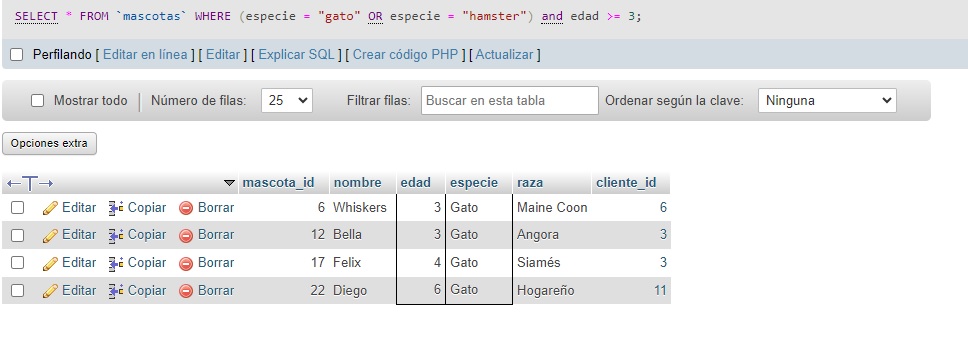 SELECT * FROM `mascotas` WHERE (especie = "gato" OR especie = "hamster") and edad >= 3;
Perfilando [ Editar en línea ] [ Editar ] [ Explicar SQL ] [ Crear código PHP ] [ Actualizar ]
Mostrar todo Número de filas: 25 Filtrar filas: Buscar en esta tabla Ordenar según la clave: Ninguna
Opciones extra
←T→ mascota_id nombre edad especie raza cliente_id
Editar Copiar Borrar 6 Whiskers 3 Gato Maine Coon 6
Editar Copiar Borrar 12 Bella 3 Gato Angora 3
Editar Copiar Borrar 17 Felix 4 Gato Siamés 3
Editar Copiar Borrar 22 Diego 6 Gato Hogareño 11